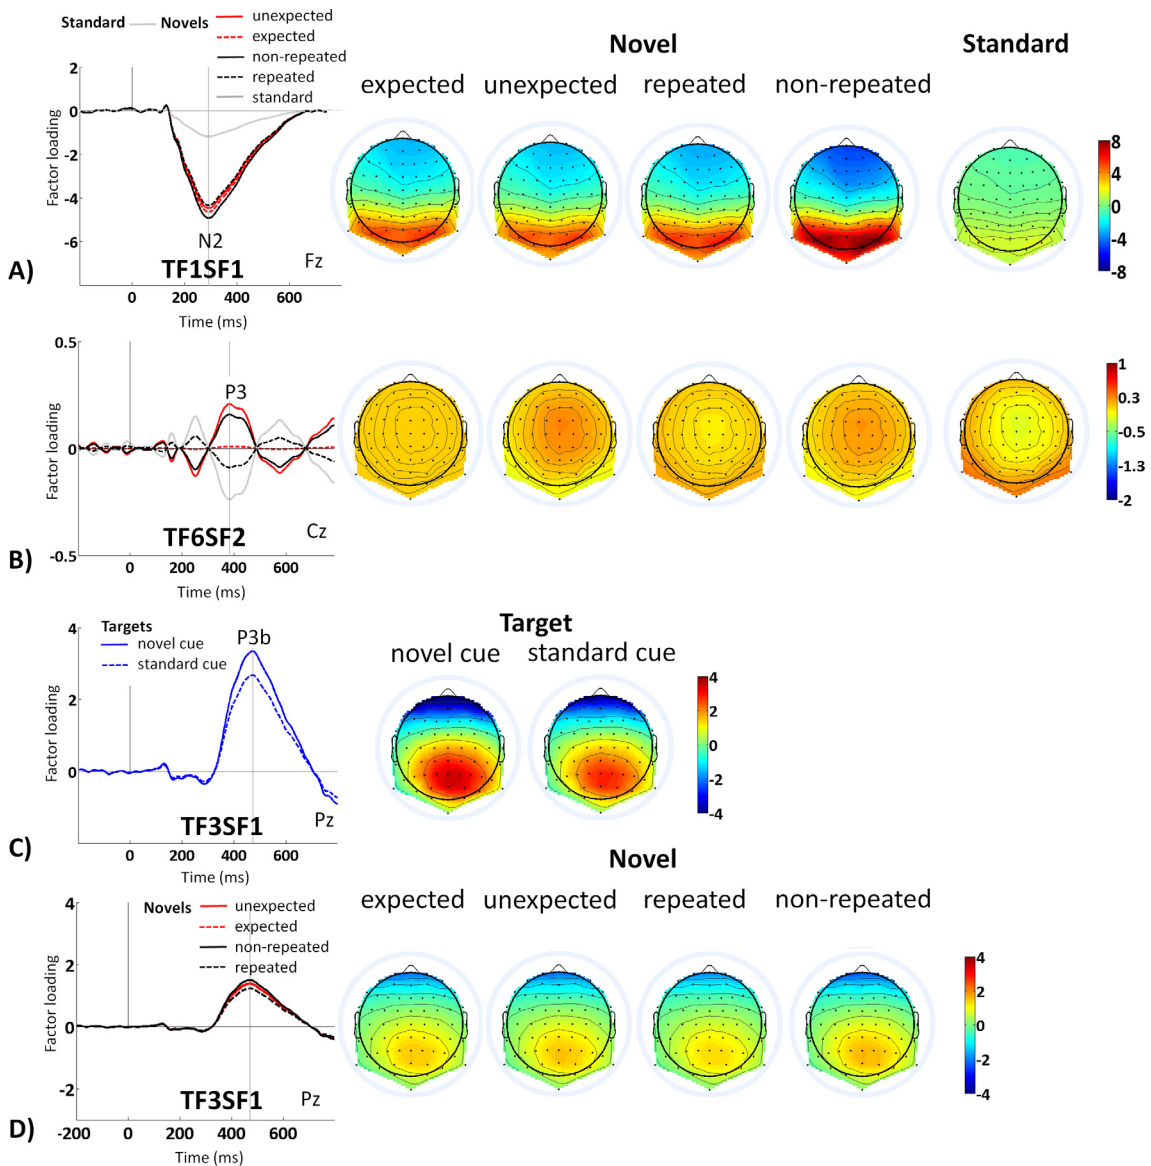 Standard
Novels
unexpected
expected
non-repeated
repeated
standard
Novel
Standard
expected
unexpected
repeated
non-repeated
2
0
-2
-4
-6
Factor loading
N2
TF1SF1
Fz
A)
0
200
400
600
Time (ms)
8
4
0
-4
-8
0.5
0
-0.5
Factor loading
P3
TF6SF2
Cz
B)
0
200
400
600
Time (ms)
1
0.3
-0.5
-1.3
-2
Targets
novel cue
standard cue
P3b
4
2
0
Factor loading
TF3SF1
Pz
C)
0
200
400
600
Time (ms)
Target
novel cue
standard cue
4
2
0
-2
-4
Novel
expected
unexpected
repeated
non-repeated
Novels
unexpected
expected
non-repeated
repeated
4
2
0
-2
Factor loading
TF3SF1
Pz
D)
-200
0
200
400
600
Time (ms)
4
2
0
-2
-4